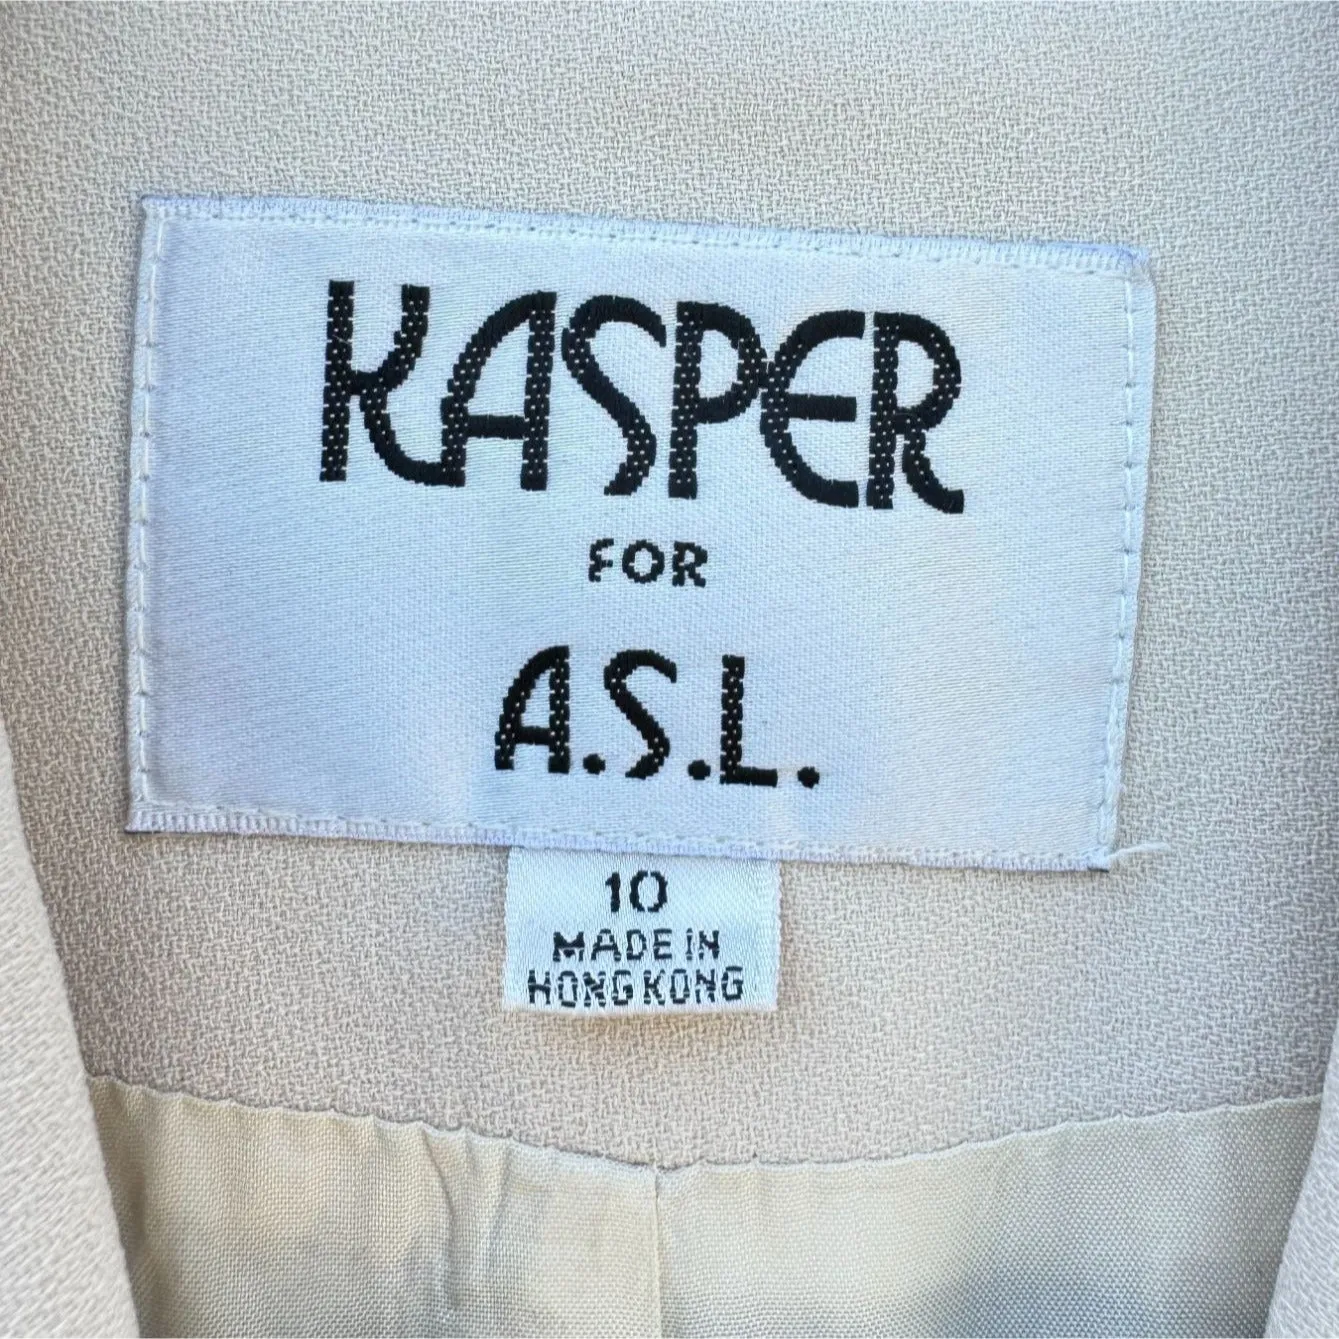 KASPER
FOR
A.S.L.
10
MADE IN
HONG KONG